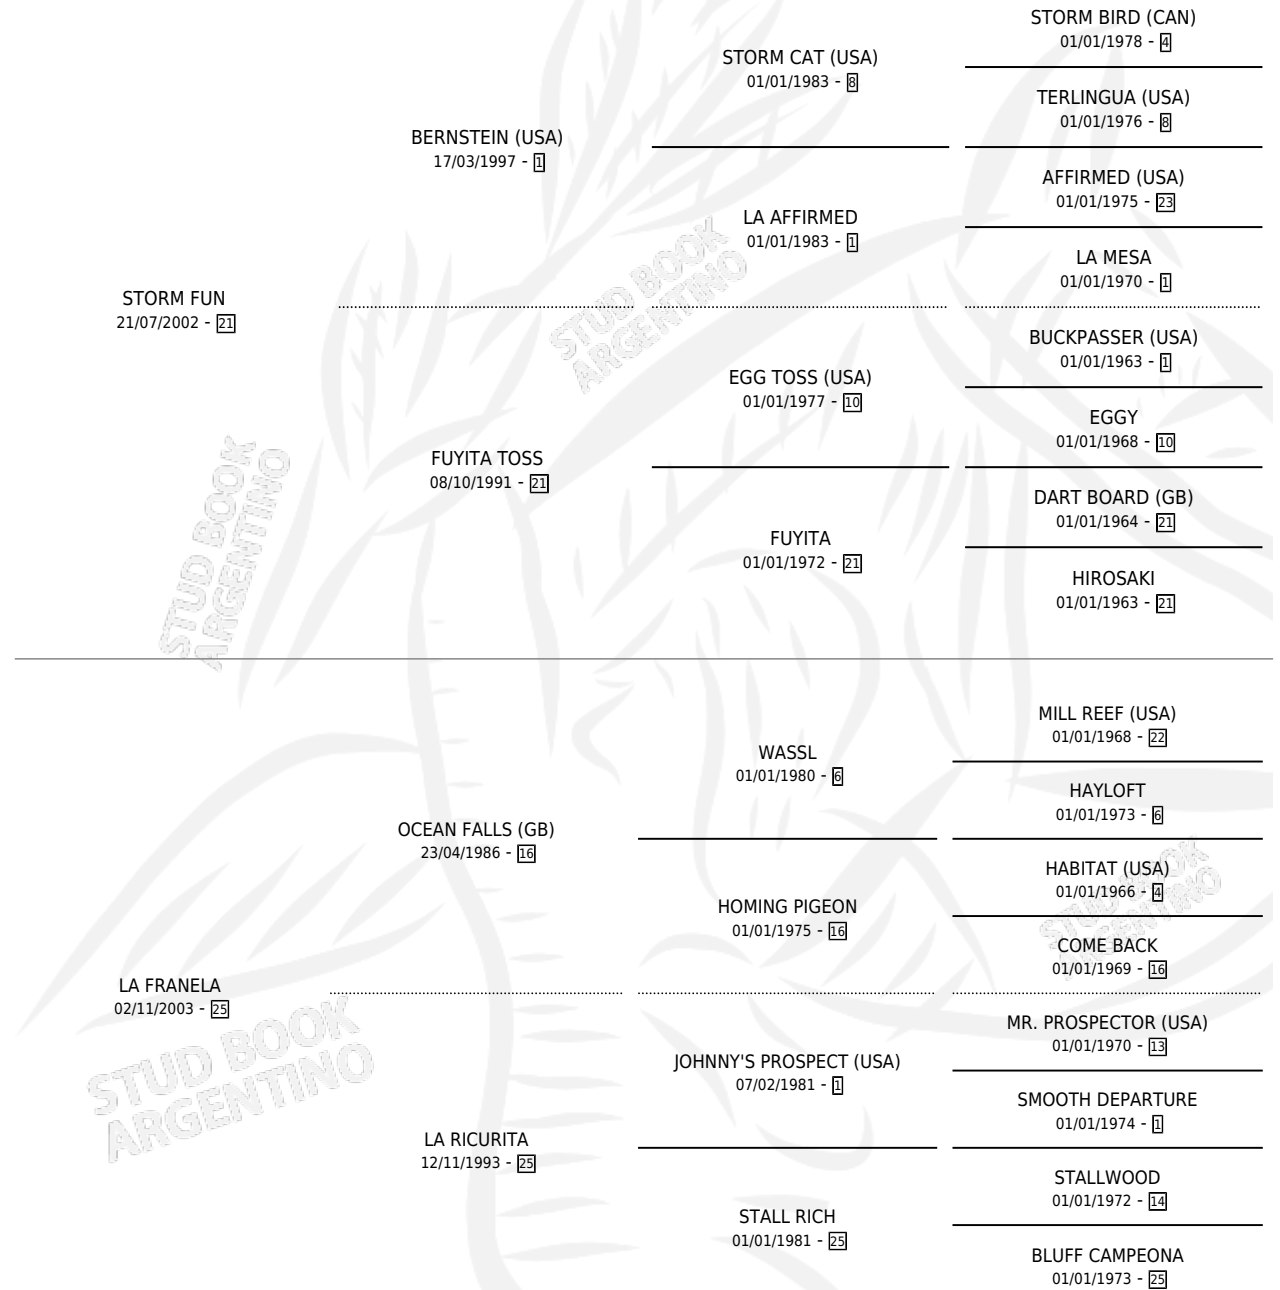 STORM BIRD (CAN)
01/01/1978 - 4
STORM CAT (USA)
01/01/1983 - 8
TERLINGUA (USA)
01/01/1976 - 8
BERNSTEIN (USA)
17/03/1997 - 1
AFFIRMED (USA)
01/01/1975 - 23
LA AFFIRMED
01/01/1983 - 1
LA MESA
01/01/1970 - 1
STORM FUN
21/07/2002 - 21
BUCKPASSER (USA)
01/01/1963 - 1
EGG TOSS (USA)
01/01/1977 - 10
EGGY
01/01/1968 - 10
FUYITA TOSS
08/10/1991 - 21
DART BOARD (GB)
01/01/1964 - 21
FUYITA
01/01/1972 - 21
HIROSAKI
01/01/1963 - 21
MILL REEF (USA)
01/01/1968 - 22
WASSL
01/01/1980 - 6
HAYLOFT
01/01/1973 - 6
OCEAN FALLS (GB)
23/04/1986 - 16
HABITAT (USA)
01/01/1966 - 4
HOMING PIGEON
01/01/1975 - 16
COME BACK
01/01/1969 - 16
LA FRANELA
02/11/2003 - 25
MR. PROSPECTOR (USA)
01/01/1970 - 13
JOHNNY'S PROSPECT (USA)
07/02/1981 - 1
SMOOTH DEPARTURE
01/01/1974 - 1
LA RICURITA
12/11/1993 - 25
STALLWOOD
01/01/1972 - 14
STALL RICH
01/01/1981 - 25
BLUFF CAMPEONA
01/01/1973 - 25
STUD BOOK
ARGENTINO
STUD BOOK
ARGENTINO
STUD BOOK
ARGENTINO
STUD BOOK
ARGENTINO